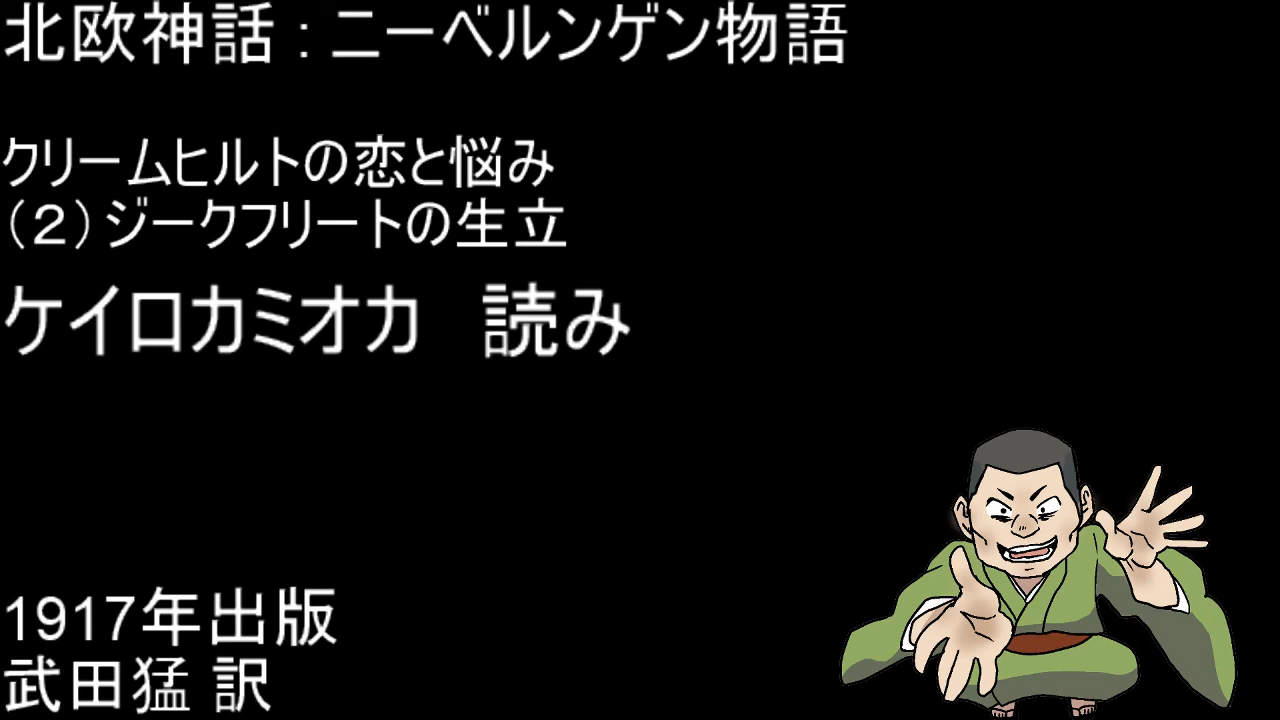 北欧神話：ニーベルンゲン物語
クリームヒルトの恋と悩み
（２）ジークフリートの生立
ケイロカミオカ　読み
1917年出版
武田猛 訳